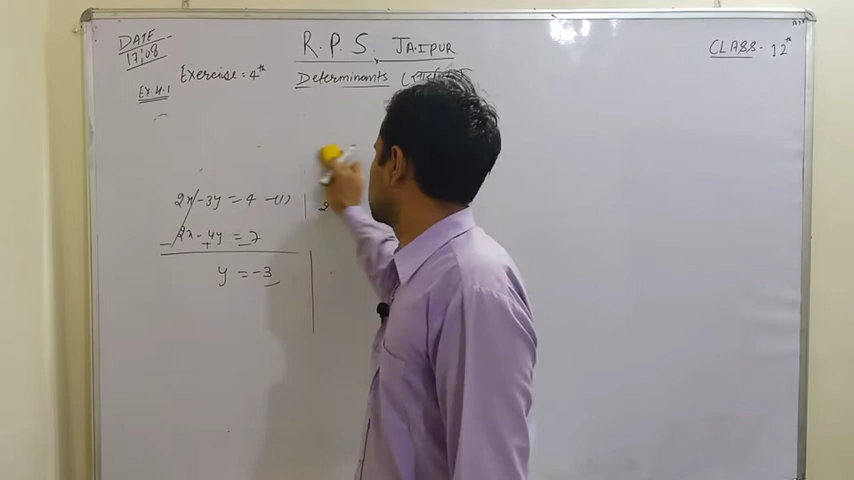 DATE
17/08
R.P.S. JAIPUR
CLASS - 12th
Exercise = 4th
Determinants
Ex 4.1
2x - 3y = 4 -(1)
2x - 4y = 7
- + -
y = -3